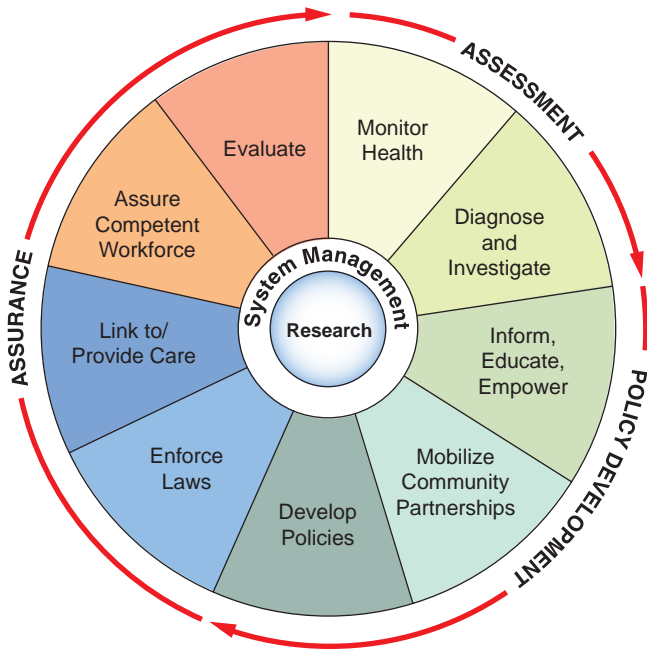 ASSESSMENT
Monitor
Health
Diagnose
and
Investigate
Inform,
Educate,
Empower
POLICY DEVELOPMENT
Mobilize
Community
Partnerships
Develop
Policies
Enforce
Laws
Link to/
Provide Care
ASSURANCE
Assure
Competent
Workforce
Evaluate
System Management
Research